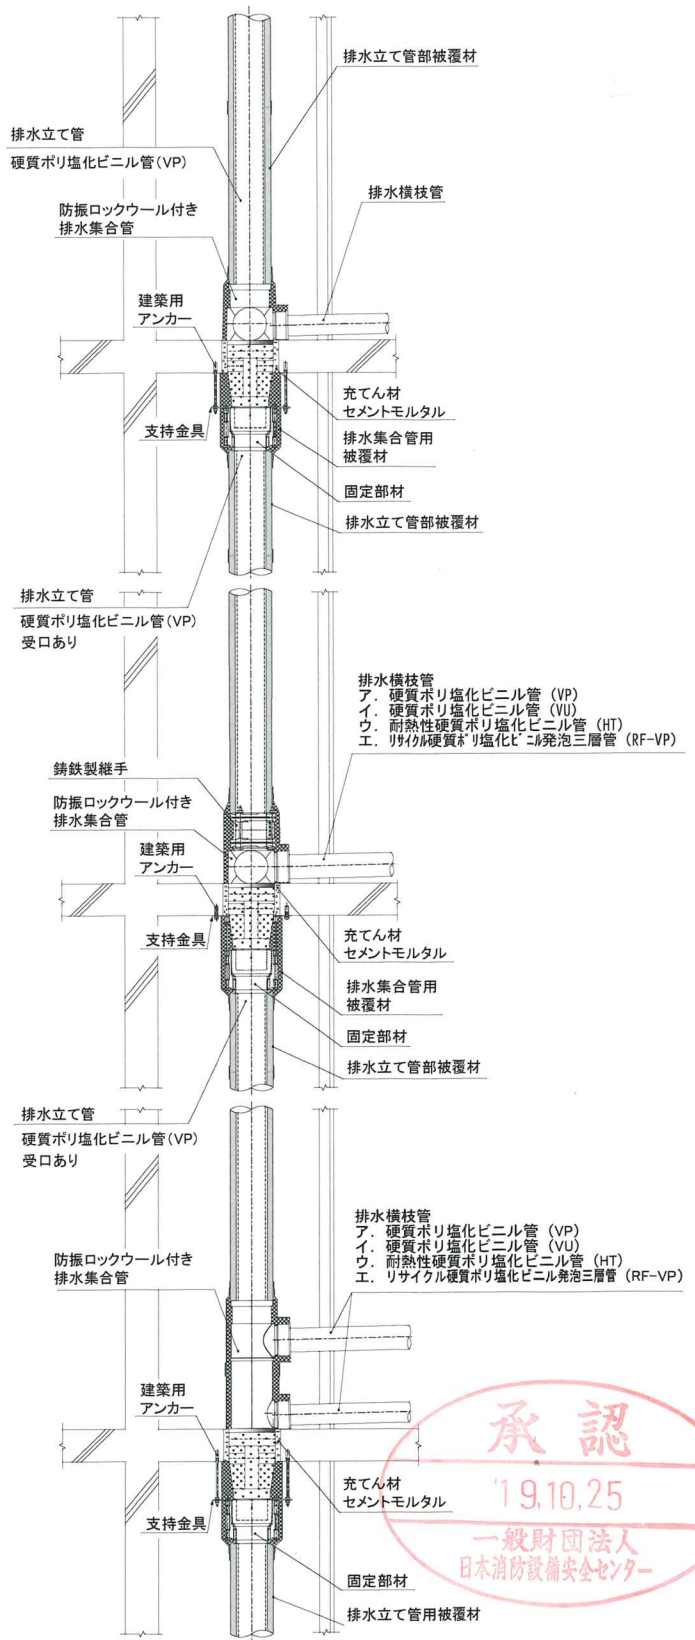 排水立て管部被覆材
排水立て管
硬質ポリ塩化ビニル管(VP)
排水横枝管
防振ロックウール付き
排水集合管
建築用
アンカー
充てん材
セメントモルタル
支持金具
排水集合管用
被覆材
固定部材
排水立て管部被覆材
排水立て管
硬質ポリ塩化ビニル管(VP)
受口あり
排水横枝管
ア. 硬質ポリ塩化ビニル管 (VP)
イ. 硬質ポリ塩化ビニル管 (VU)
ウ. 耐熱性硬質ポリ塩化ビニル管 (HT)
エ. リサイクル硬質ポリ塩化ビニル発泡三層管 (RF-VP)
鋳鉄製継手
防振ロックウール付き
排水集合管
建築用
アンカー
充てん材
セメントモルタル
支持金具
排水集合管用
被覆材
固定部材
排水立て管部被覆材
排水立て管
硬質ポリ塩化ビニル管(VP)
受口あり
排水横枝管
ア. 硬質ポリ塩化ビニル管 (VP)
イ. 硬質ポリ塩化ビニル管 (VU)
ウ. 耐熱性硬質ポリ塩化ビニル管 (HT)
エ. リサイクル硬質ポリ塩化ビニル発泡三層管 (RF-VP)
防振ロックウール付き
排水集合管
建築用
アンカー
充てん材
セメントモルタル
支持金具
固定部材
排水立て管用被覆材
承認
'19.10.25
一般財団法人
日本消防設備安全センター